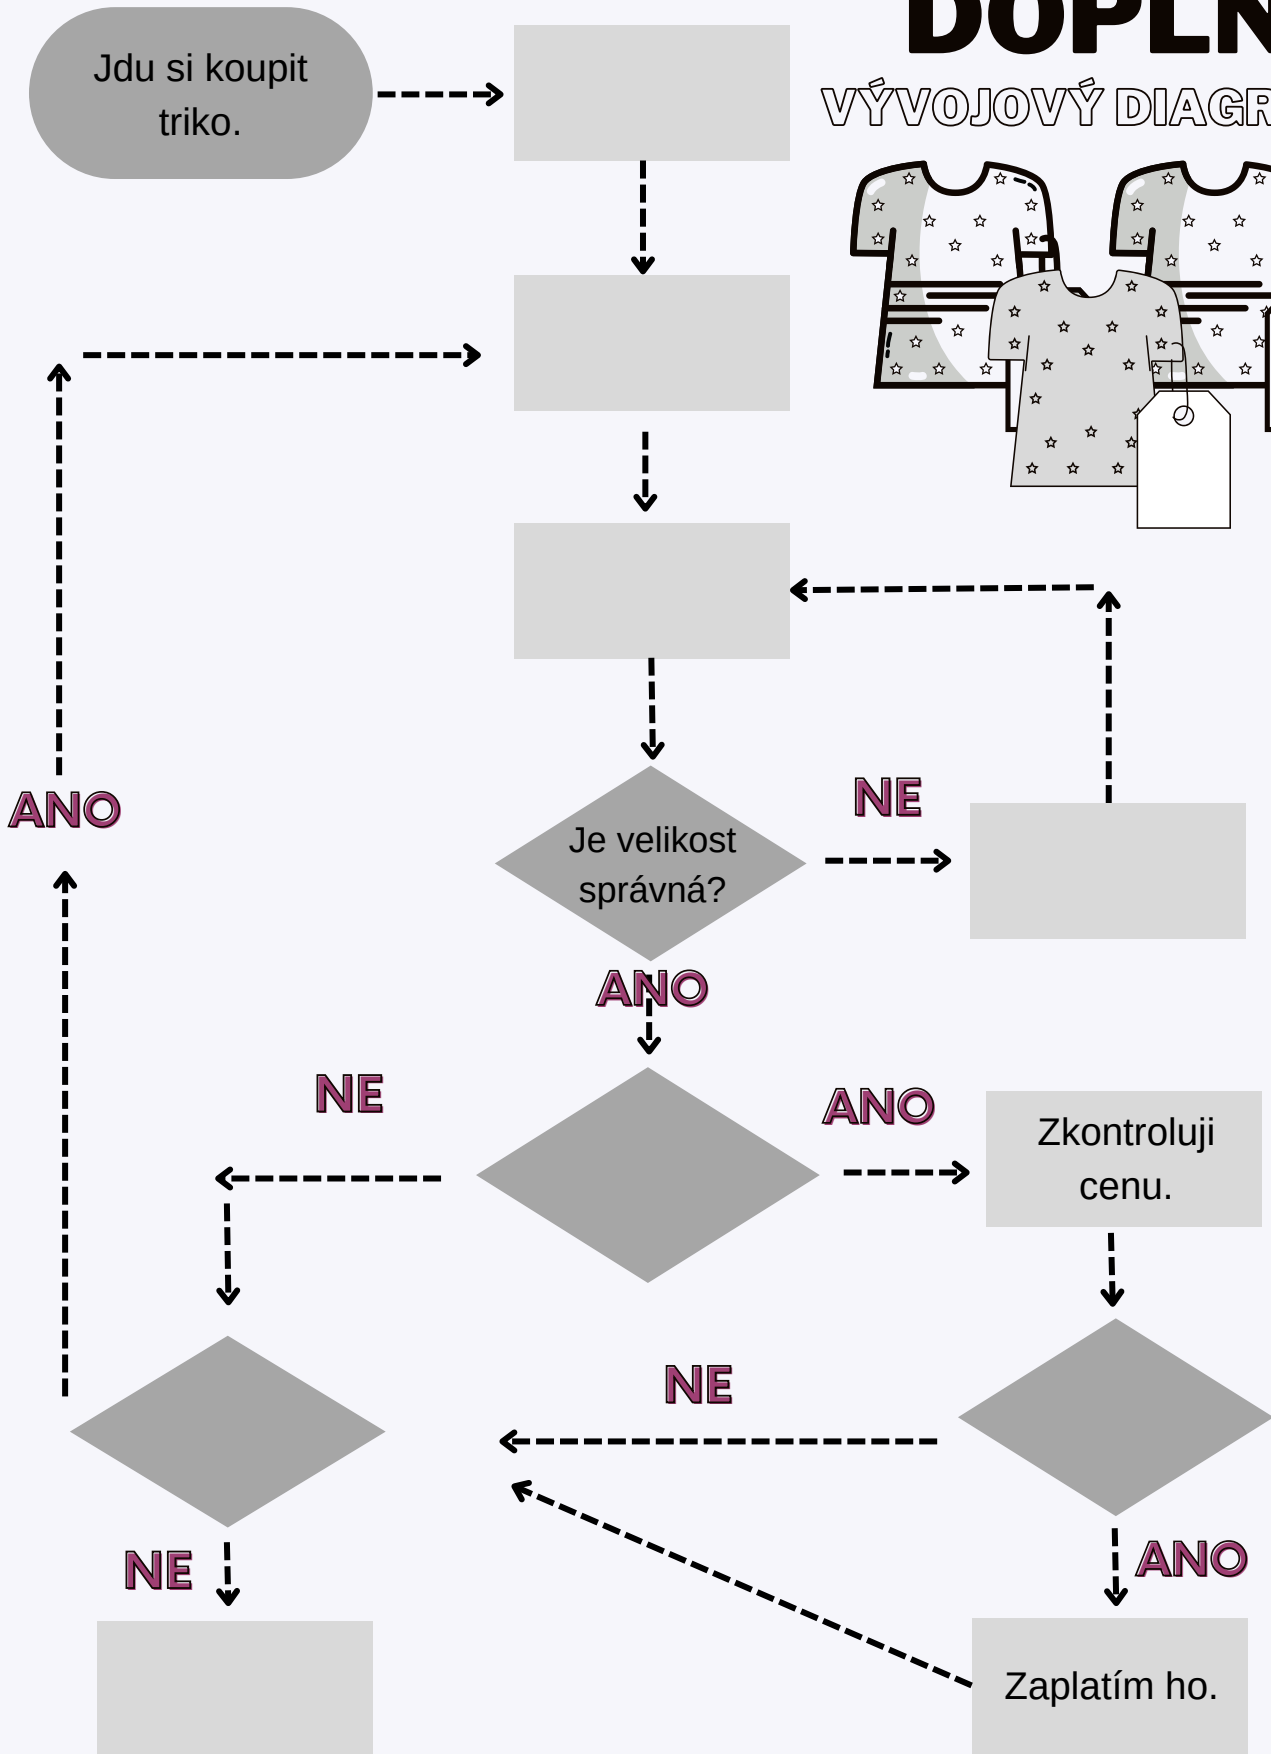 DOPLN
VÝVOJOVÝ DIAGR
Jdu si koupit
triko.
ANO
Je velikost
správná?
NE
ANO
NE
ANO
Zkontroluji
cenu.
NE
NE
ANO
Zaplatím ho.